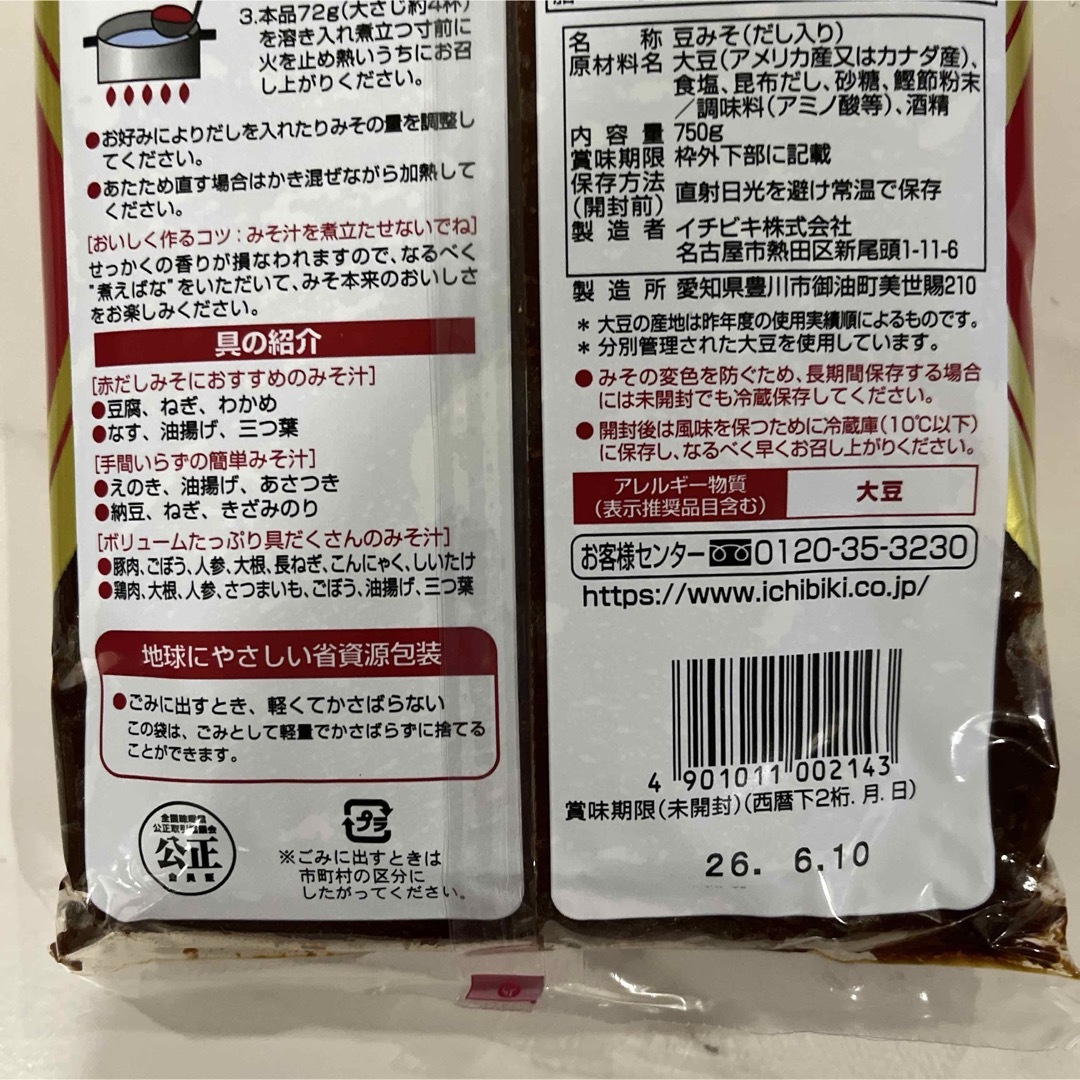 3.本品72g(大さじ約4杯)
を溶き入れ煮立つ寸前に
火を止め熱いうちにお召
し上がりください。
●お好みによりだしを入れたりみその量を調整し
てください。
●あたため直す場合はかき混ぜながら加熱して
ください。
[おいしく作るコツ:みそ汁を煮立たせないでね]
せっかくの香りが損なわれますので、なるべく
"煮えばな"をいただいて、みそ本来のおいしさ
をお楽しみください。
具の紹介
[赤だしみそにおすすめのみそ汁]
●豆腐、ねぎ、わかめ
●なす、油揚げ、三つ葉
[手間いらずの簡単みそ汁]
●えのき、油揚げ、あさつき
●納豆、ねぎ、きざみのり
[ボリュームたっぷり具だくさんのみそ汁]
●豚肉、ごぼう、人参、大根、長ねぎ、こんにゃく、しいたけ
●鶏肉、大根、人参、さつまいも、ごぼう、油揚げ、三つ葉
地球にやさしい省資源包装
●ごみに出すとき、軽くてかさばらない
この袋は、ごみとして軽量でかさばらずに捨てる
ことができます。
公正取引協議会
公正
会員証
プラ
※ごみに出すときは
市町村の区分に
したがってください。
名称 豆みそ(だし入り)
原材料名 大豆(アメリカ産又はカナダ産)、
食塩、昆布だし、砂糖、鰹節粉末
/調味料(アミノ酸等)、酒精
内容量 750g
賞味期限 枠外下部に記載
保存方法(開封前) 直射日光を避け常温で保存
製造者 イチビキ株式会社
名古屋市熱田区新尾頭1-11-6
製造所 愛知県豊川市御油町美世賜210
* 大豆の産地は昨年度の使用実績順によるものです。
* 分別管理された大豆を使用しています。
● みその変色を防ぐため、長期間保存する場合
には未開封でも冷蔵保存してください。
● 開封後は風味を保つために冷蔵庫(10℃以下)
に保存し、なるべく早くお召し上がりください。
アレルギー物質
(表示推奨品目含む)
大豆
お客様センター 0120-35-3230
https://www.ichibiki.co.jp/
4 901011 002143
賞味期限(未開封)(西暦下2桁.月.日)
26. 6.10